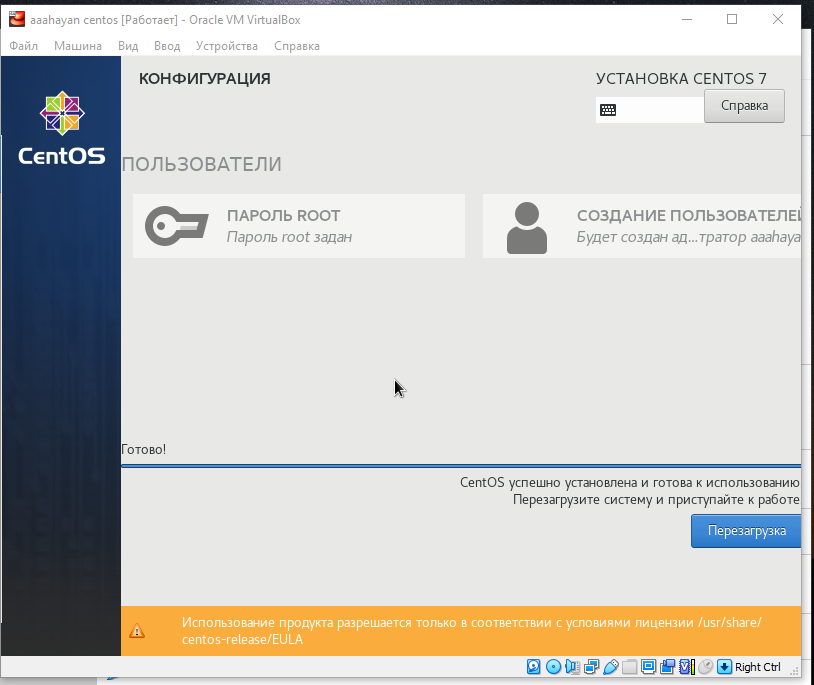 aaahayan centos [Работает] - Oracle VM VirtualBox
Файл Машина Вид Ввод Устройства Справка
КОНФИГУРАЦИЯ
УСТАНОВКА CENTOS 7
Справка
CentOS
ПОЛЬЗОВАТЕЛИ
ПАРОЛЬ ROOT
Пароль root задан
СОЗДАНИЕ ПОЛЬЗОВАТЕЛЕЙ
Будет создан ад...тратор aaahaya
Готово!
CentOS успешно установлена и готова к использованию
Перезагрузите систему и приступайте к работе
Перезагрузка
Использование продукта разрешается только в соответствии с условиями лицензии /usr/share/
centos-release/EULA
Right Ctrl